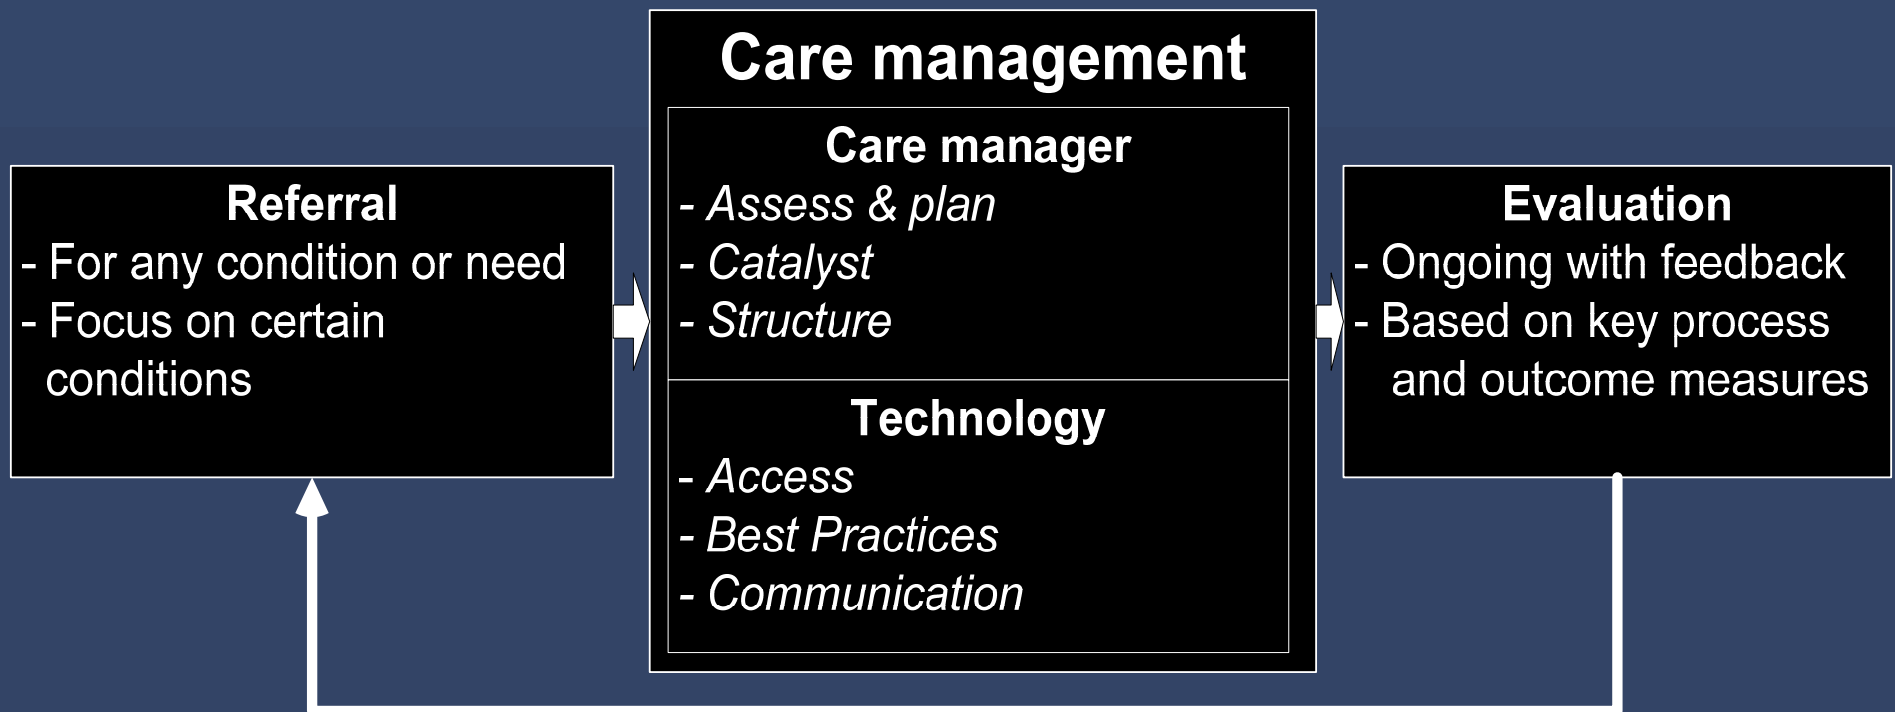 Referral
- For any condition or need
- Focus on certain
conditions
Care management
Care manager
- Assess & plan
- Catalyst
- Structure
Technology
- Access
- Best Practices
- Communication
Evaluation
- Ongoing with feedback
- Based on key process
and outcome measures